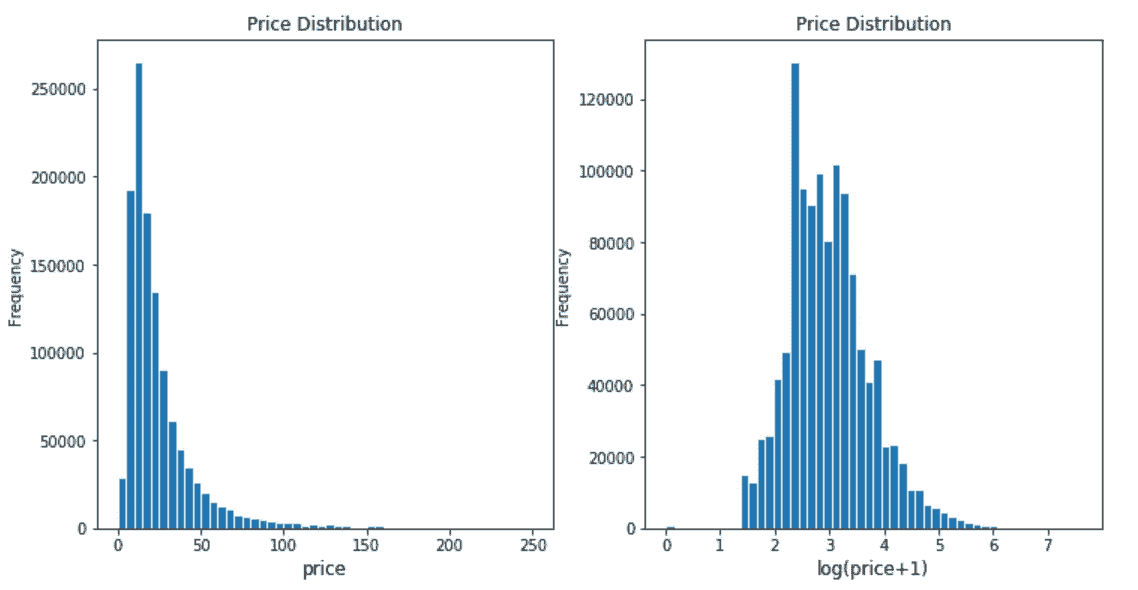 Price Distribution
Frequency
250000
200000
150000
100000
50000
0
0 50 100 150 200 250
price
Price Distribution
Frequency
120000
100000
80000
60000
40000
20000
0
0 1 2 3 4 5 6 7
log(price+1)